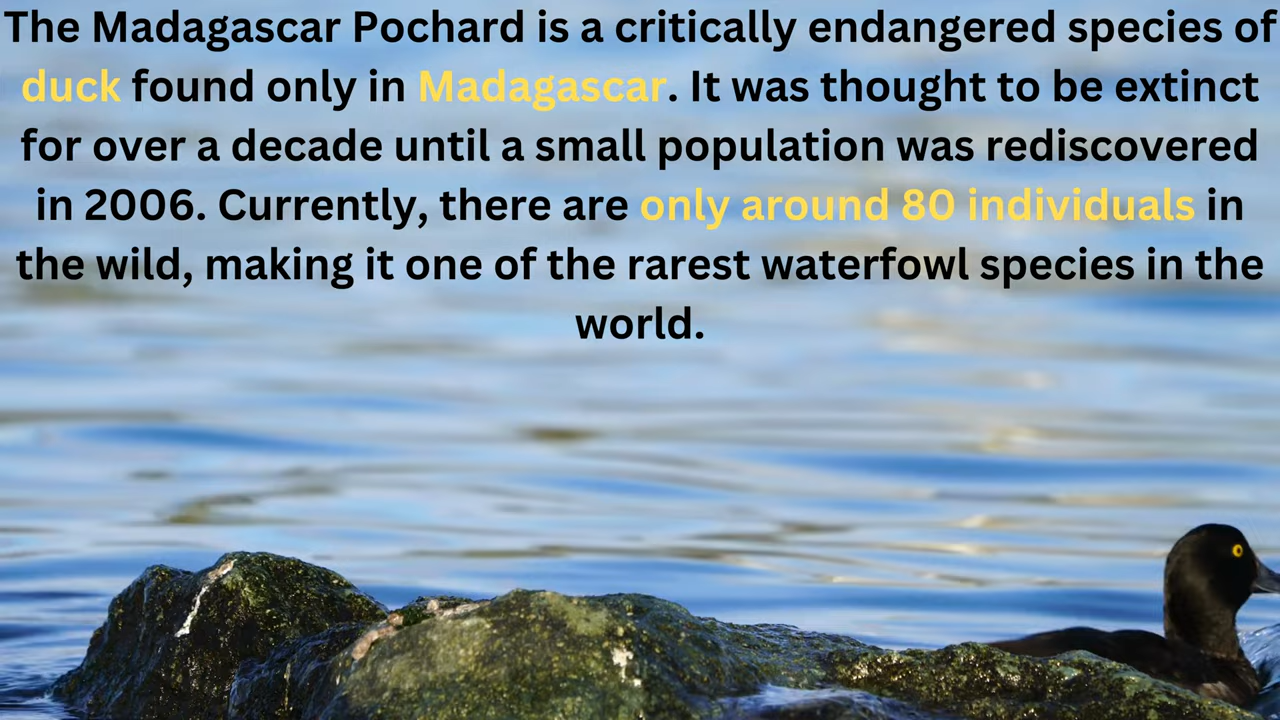 The Madagascar Pochard is a critically endangered species of
duck found only in Madagascar. It was thought to be extinct
for over a decade until a small population was rediscovered
in 2006. Currently, there are only around 80 individuals in
the wild, making it one of the rarest waterfowl species in the
world.